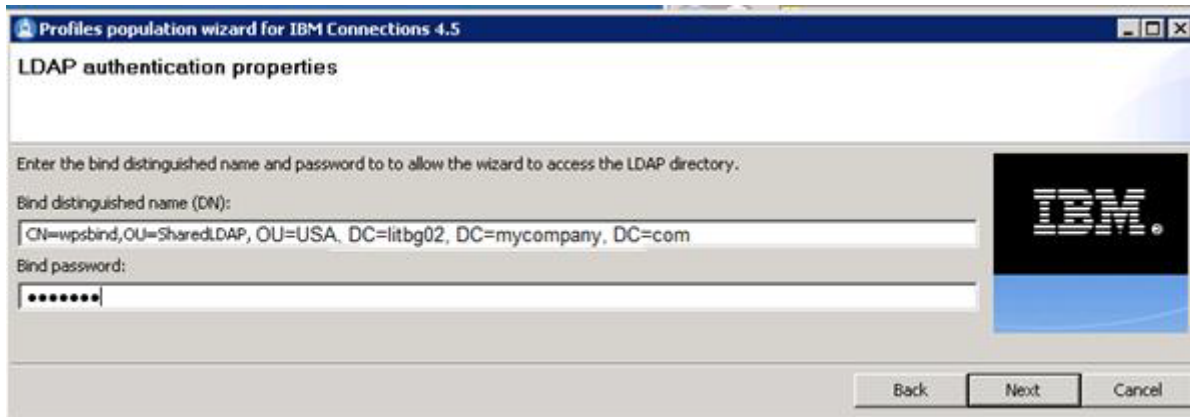 Profiles population wizard for IBM Connections 4.5
LDAP authentication properties
Enter the bind distinguished name and password to to allow the wizard to access the LDAP directory.
Bind distinguished name (DN):
CN=wpsbind,OU=SharedLDAP, OU=USA, DC=litbg02, DC=mycompany, DC=com
IBM.
Bind password:
•••••••
Back Next Cancel